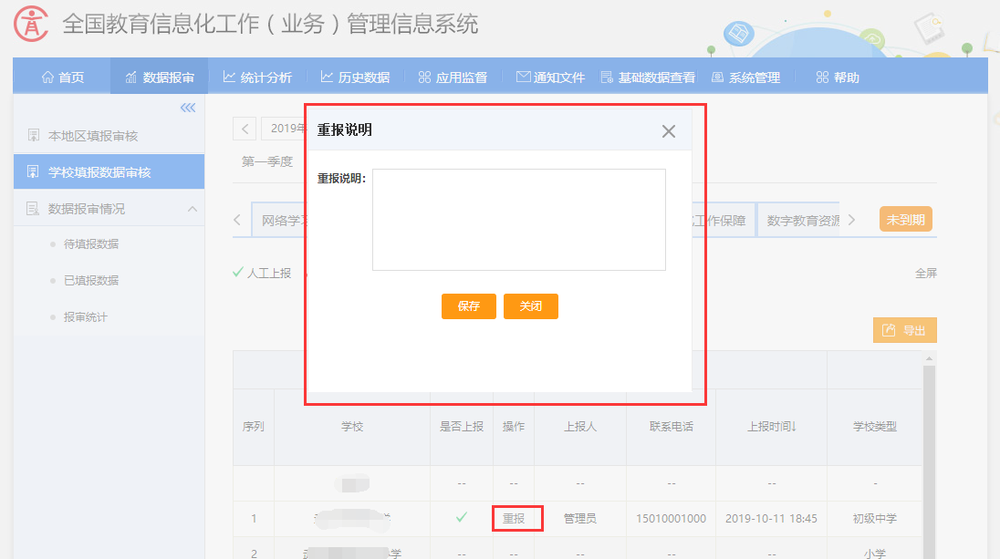 全国教育信息化工作（业务）管理信息系统
首页 数据报审 统计分析 历史数据 应用监督 通知文件 基础数据查看 系统管理 帮助
本地区填报审核
学校填报数据审核
数据报审情况
待填报数据
已填报数据
报审统计
2019年
第一季度
网络学习
工作保障 数字教育资源
未到期
人工上报
全屏
导出
重报说明
重报说明：
保存 关闭
序列 学校 是否上报 操作 上报人 联系电话 上报时间↓ 学校类型
-- -- -- -- -- -
1 重报 管理员 15010001000 2019-10-11 18:45 初级中学
2 学 -- -- -- -- -- 小学